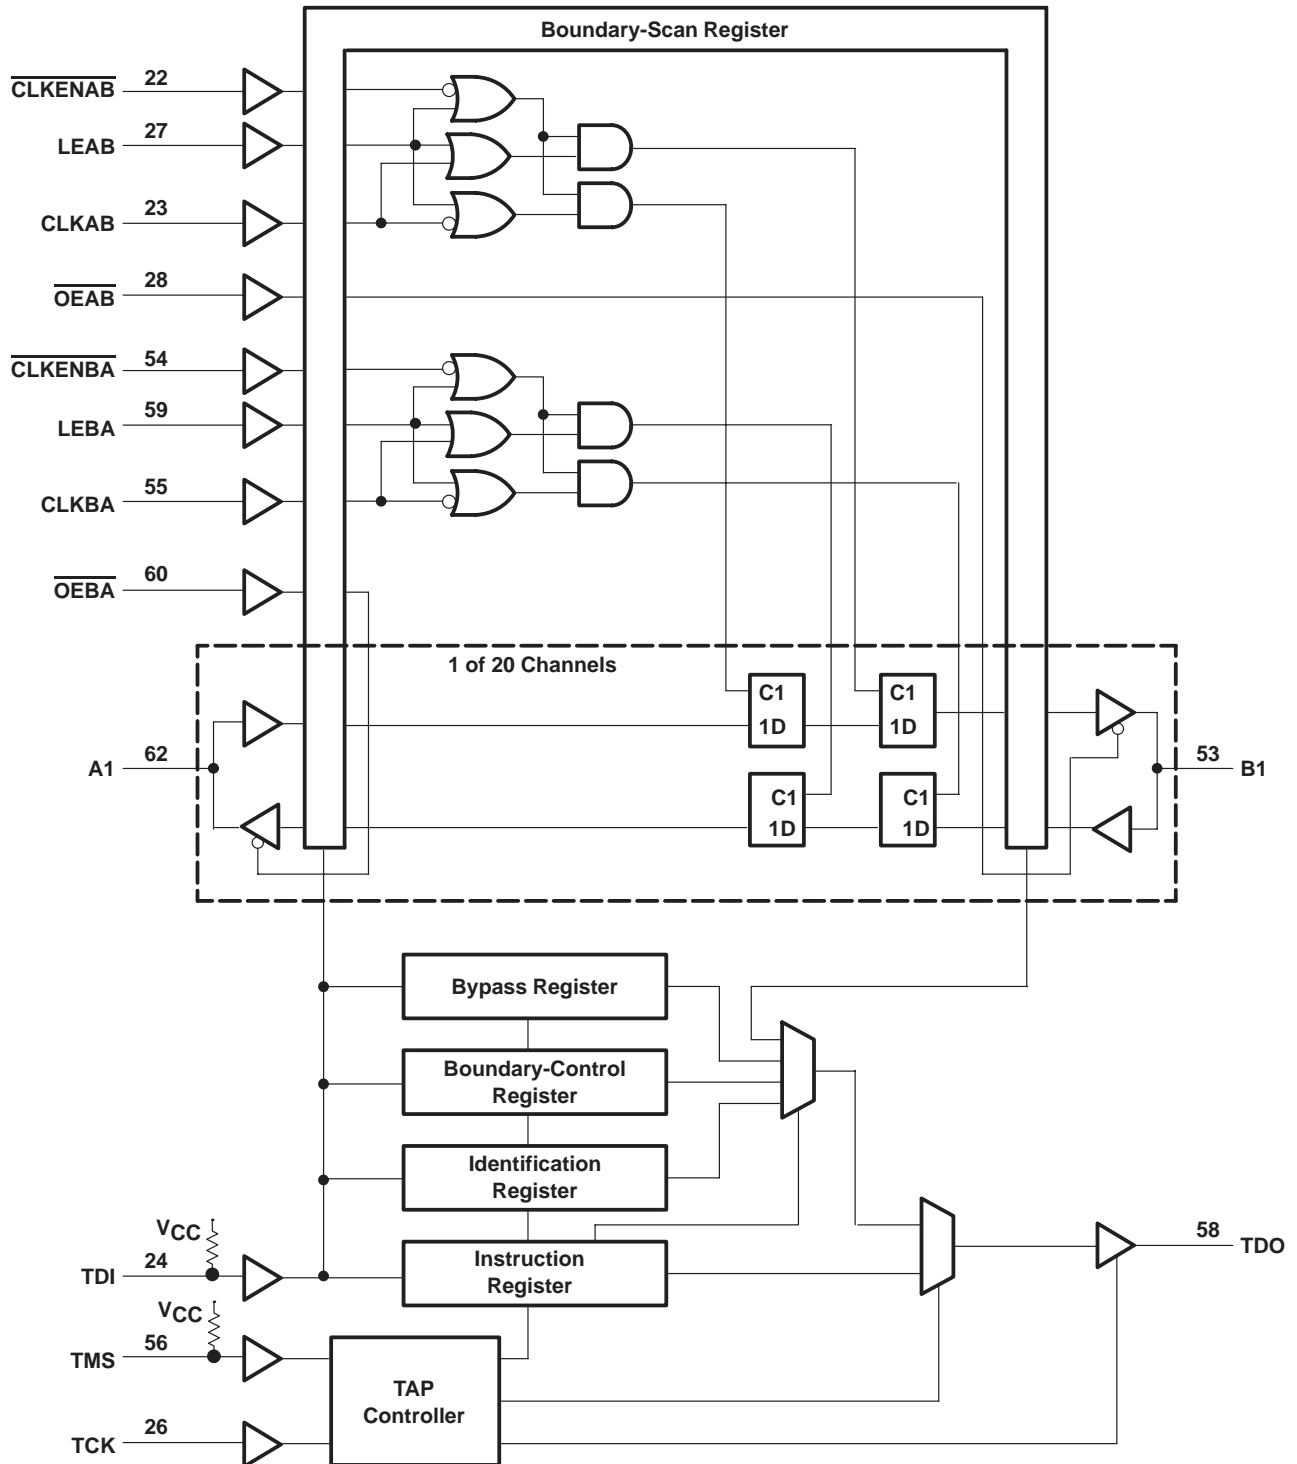 Boundary-Scan Register
CLKENAB 22
LEAB 27
CLKAB 23
OEAB 28
CLKENBA 54
LEBA 59
CLKBA 55
OEBA 60
1 of 20 Channels
C1
1D
C1
1D
A1 62
53 B1
C1
1D
C1
1D
Bypass Register
Boundary-Control
Register
Identification
Register
VCC
TDI 24
Instruction
Register
58 TDO
VCC
TMS 56
TAP
Controller
TCK 26